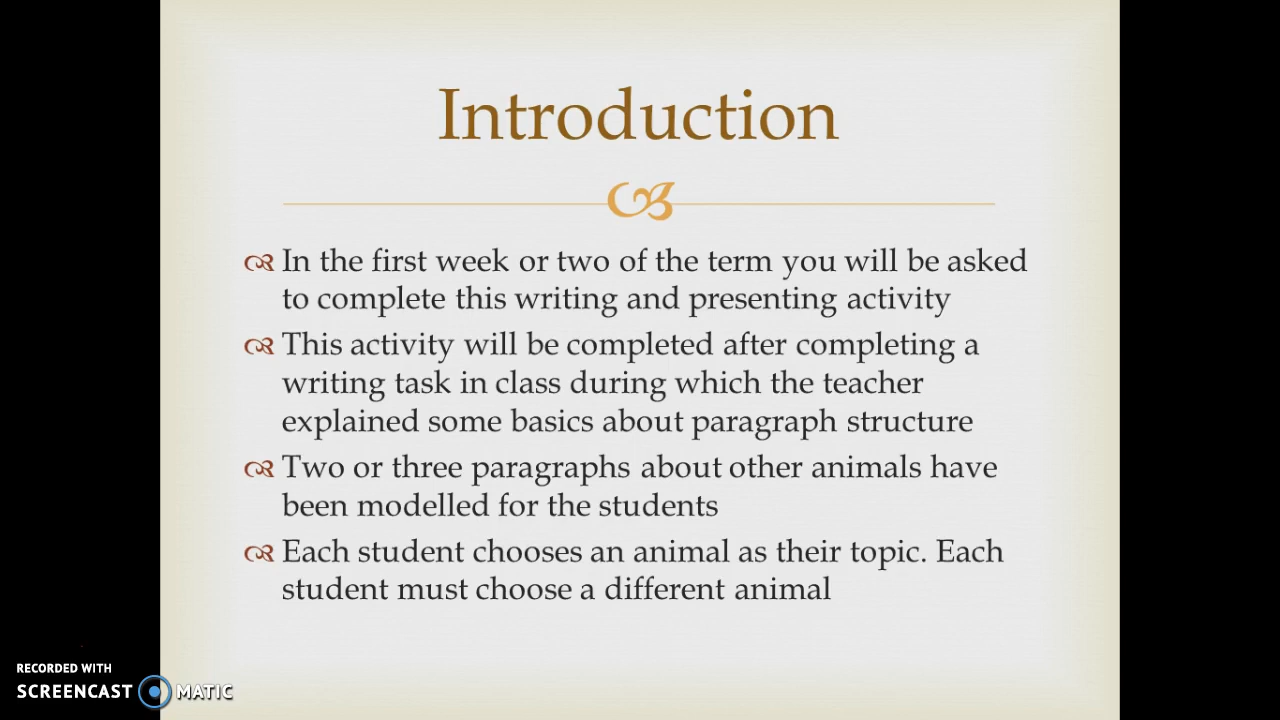 Introduction
In the first week or two of the term you will be asked
to complete this writing and presenting activity
This activity will be completed after completing a
writing task in class during which the teacher
explained some basics about paragraph structure
Two or three paragraphs about other animals have
been modelled for the students
Each student chooses an animal as their topic. Each
student must choose a different animal
RECORDED WITH
SCREENCAST MATIC